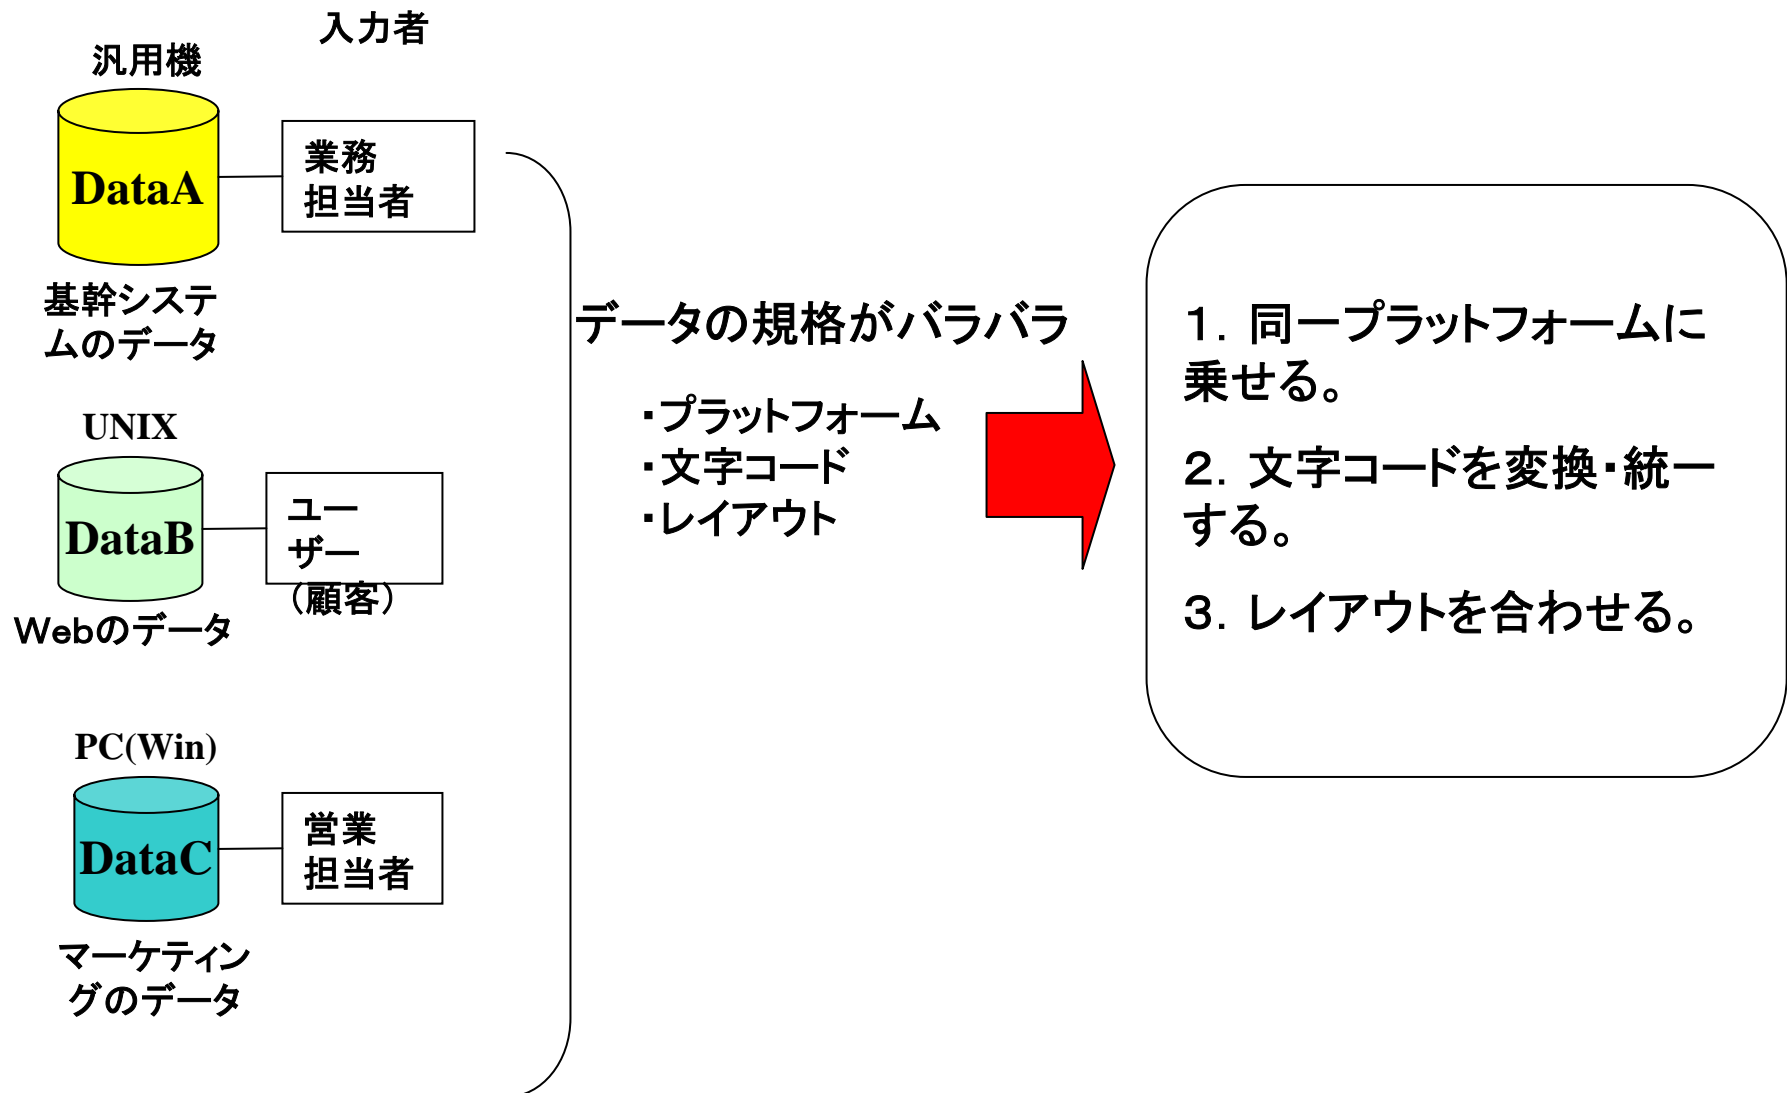 入力者
汎用機
DataA
業務
担当者
基幹システ
ムのデータ
UNIX
DataB
ユー
ザー
（顧客）
Webのデータ
PC(Win)
DataC
営業
担当者
マーケティン
グのデータ
データの規格がバラバラ
・プラットフォーム
・文字コード
・レイアウト
１．同一プラットフォームに
乗せる。
２．文字コードを変換・統一
する。
３．レイアウトを合わせる。